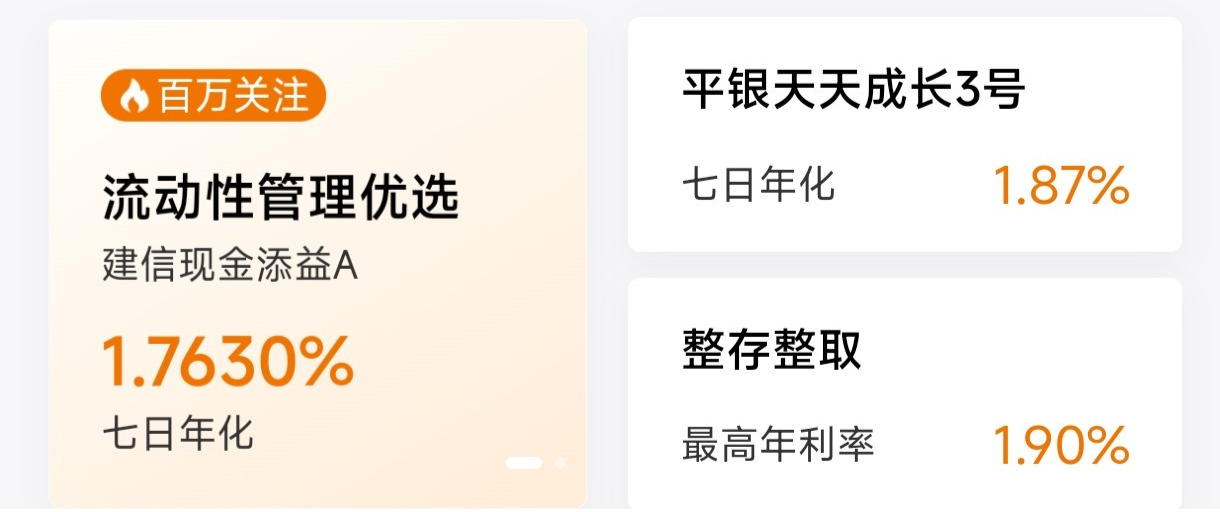 百万关注
流动性管理优选
建信现金添益A
1.7630%
七日年化
平银天天成长3号
七日年化 1.87%
整存整取
最高年利率 1.90%